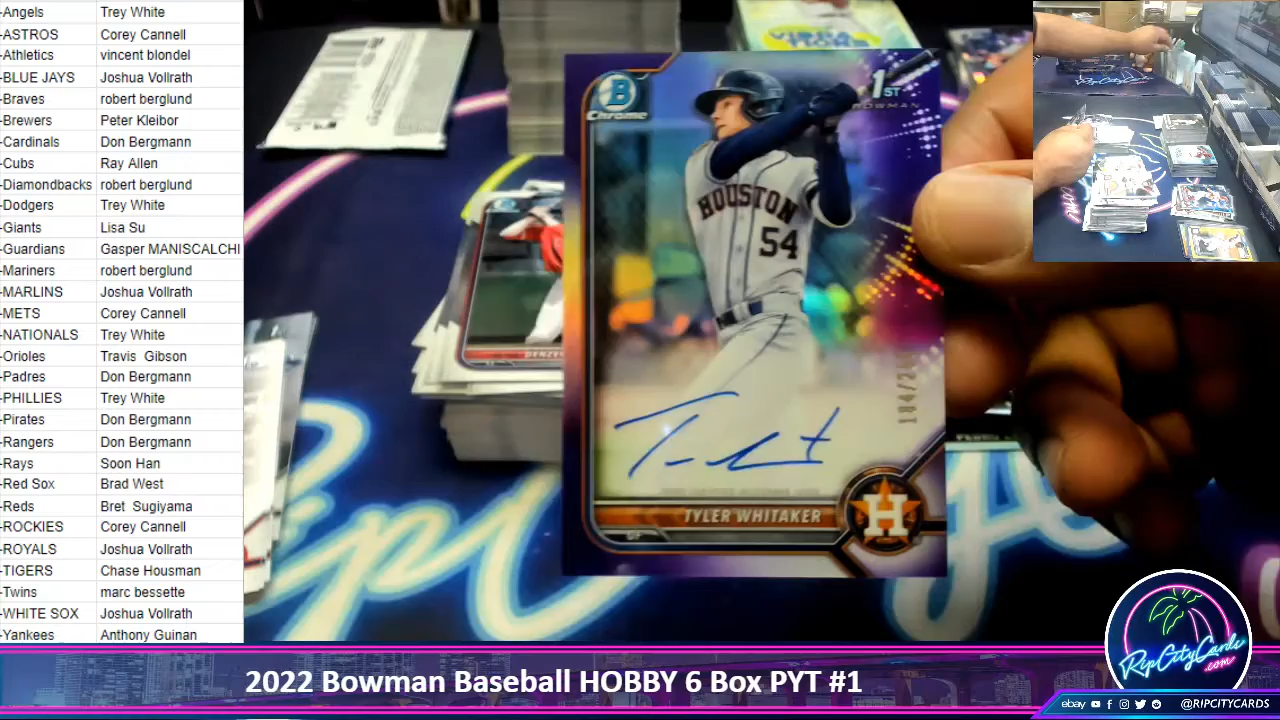 -Angels Trey White
-ASTROS Corey Cannell
-Athletics vincent blondel
-BLUE JAYS Joshua Vollrath
-Braves robert berglund
-Brewers Peter Kleibor
-Cardinals Don Bergmann
-Cubs Ray Allen
-Diamondbacks robert berglund
-Dodgers Trey White
-Giants Lisa Su
-Guardians Gasper MANISCALCHI
-Mariners robert berglund
-MARLINS Joshua Vollrath
-METS Corey Cannell
-NATIONALS Trey White
-Orioles Travis Gibson
-Padres Don Bergmann
-PHILLIES Trey White
-Pirates Don Bergmann
-Rangers Don Bergmann
-Rays Soon Han
-Red Sox Brad West
-Reds Bret Sugiyama
-ROCKIES Corey Cannell
-ROYALS Joshua Vollrath
-TIGERS Chase Housman
-Twins marc bessette
-WHITE SOX Joshua Vollrath
-Yankees Anthony Guinan
B
Chrome
1ST
BOWMAN
HOUSTON
54
TYLER WHITAKER
OF
H
RipCityCards
.com
2022 Bowman Baseball HOBBY 6 Box PYT #1
ebay @RIPCITYCARDS